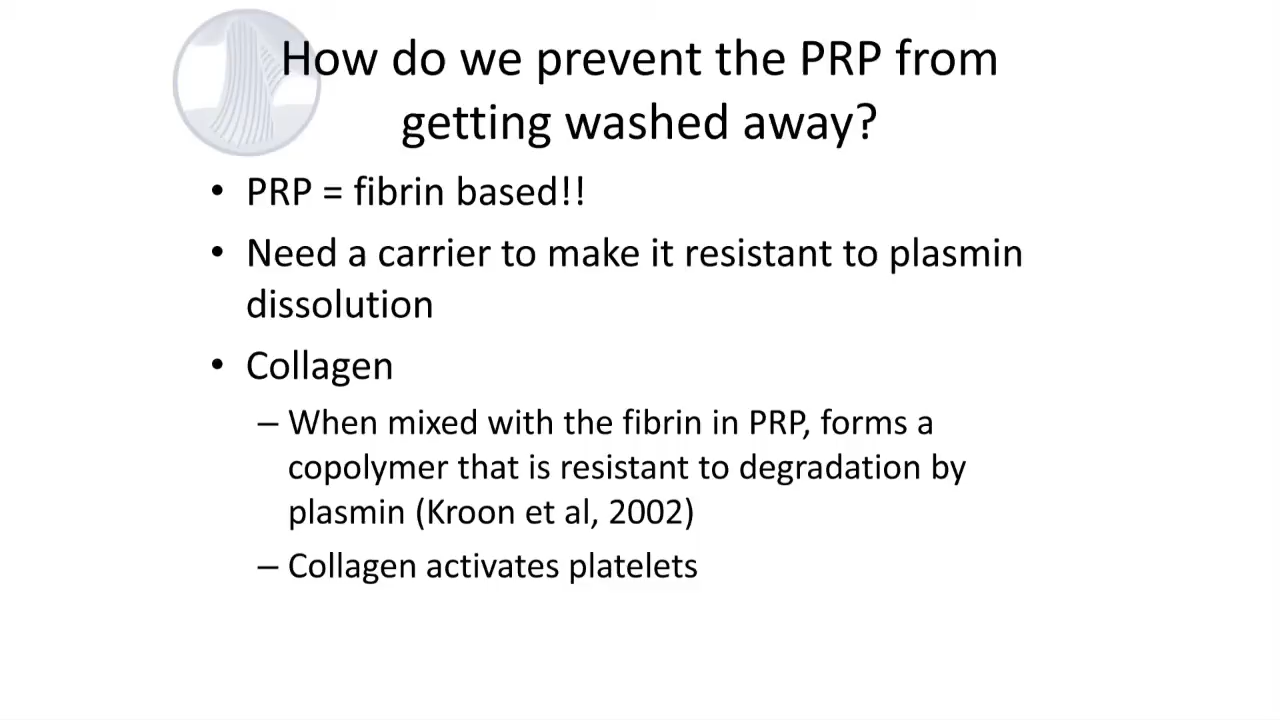 How do we prevent the PRP from
getting washed away?
• PRP = fibrin based!!
• Need a carrier to make it resistant to plasmin
dissolution
• Collagen
– When mixed with the fibrin in PRP, forms a
copolymer that is resistant to degradation by
plasmin (Kroon et al, 2002)
– Collagen activates platelets